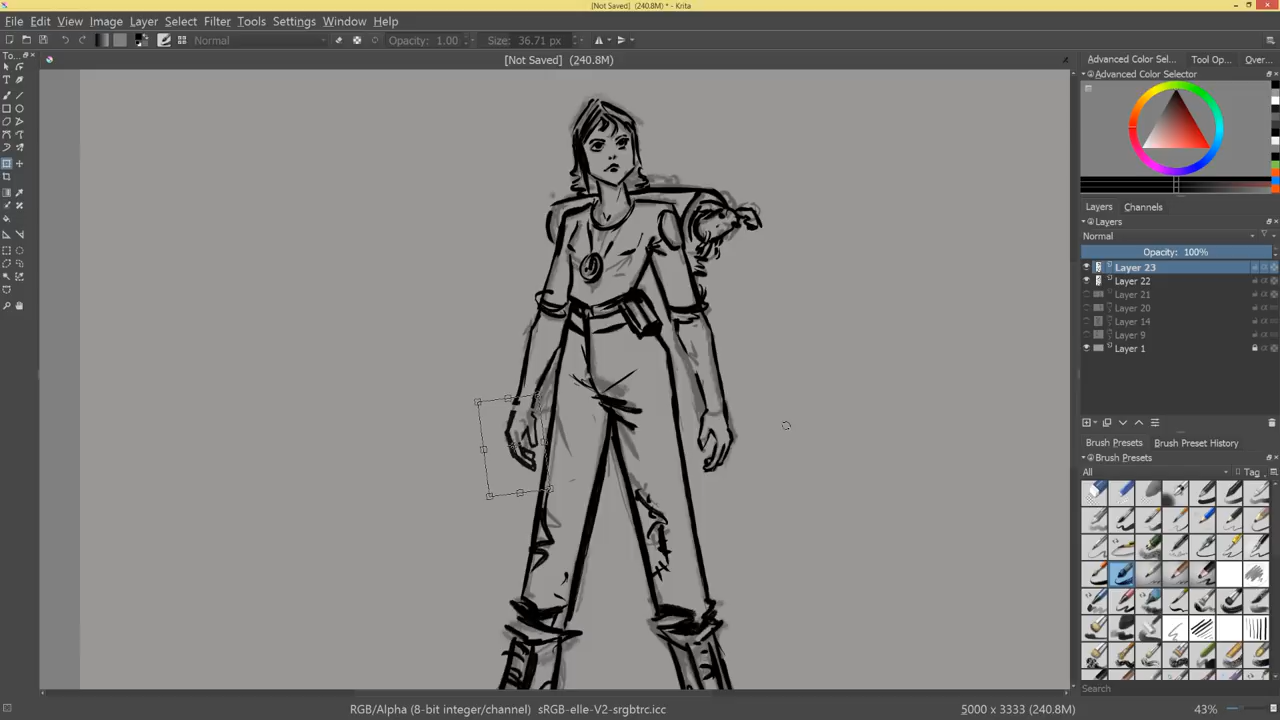 [Not Saved] (240.8M) * - Krita
File Edit View Image Layer Select Filter Tools Settings Window Help
Normal Opacity: 1.00 Size: 36.71 px
To...
[Not Saved] (240.8M)
Advanced Color Sel... Tool Op... Over...
Advanced Color Selector
Layers Channels
Layers
Normal
Opacity: 100%
Layer 23
Layer 22
Layer 21
Layer 20
Layer 14
Layer 9
Layer 1
Brush Presets Brush Preset History
Brush Presets
All Tag
Search
RGB/Alpha (8-bit integer/channel) sRGB-elle-V2-srgbtrc.icc 5000 x 3333 (240.8M) 43%